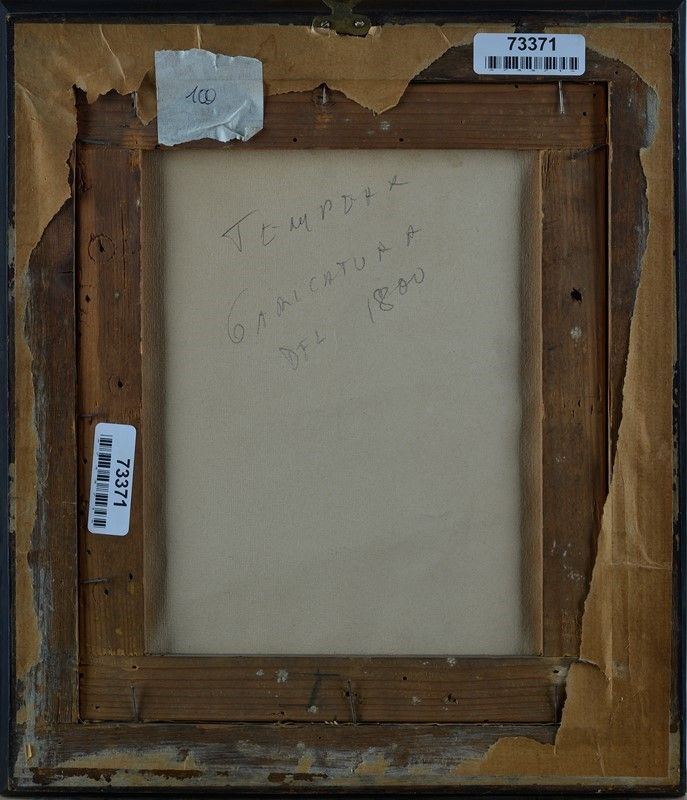 73371
100
TEMPERA
CARICATURA
DEL 1800
73371